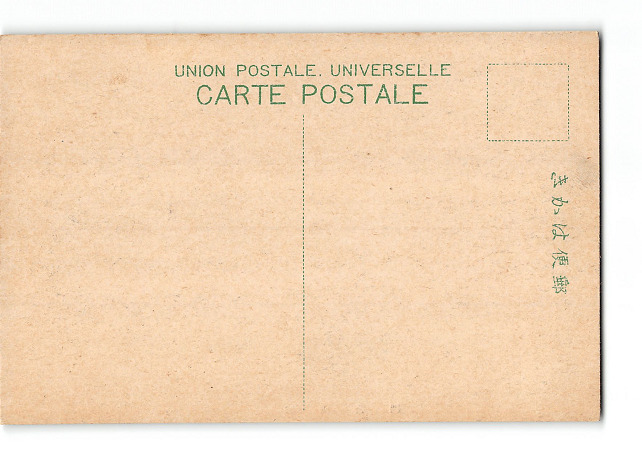 UNION POSTALE. UNIVERSELLE
CARTE POSTALE
きかは便郵